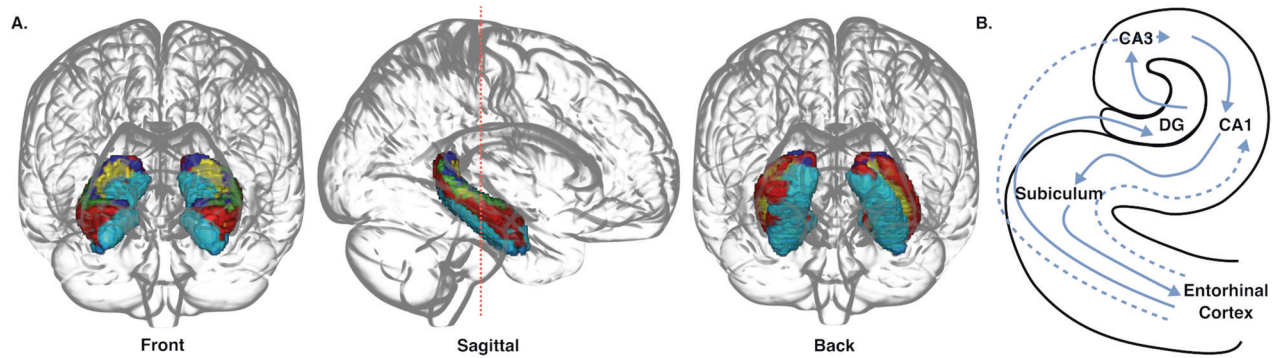 A.
Front
Sagittal
Back
B.
CA3
DG
CA1
Subiculum
Entorhinal
Cortex